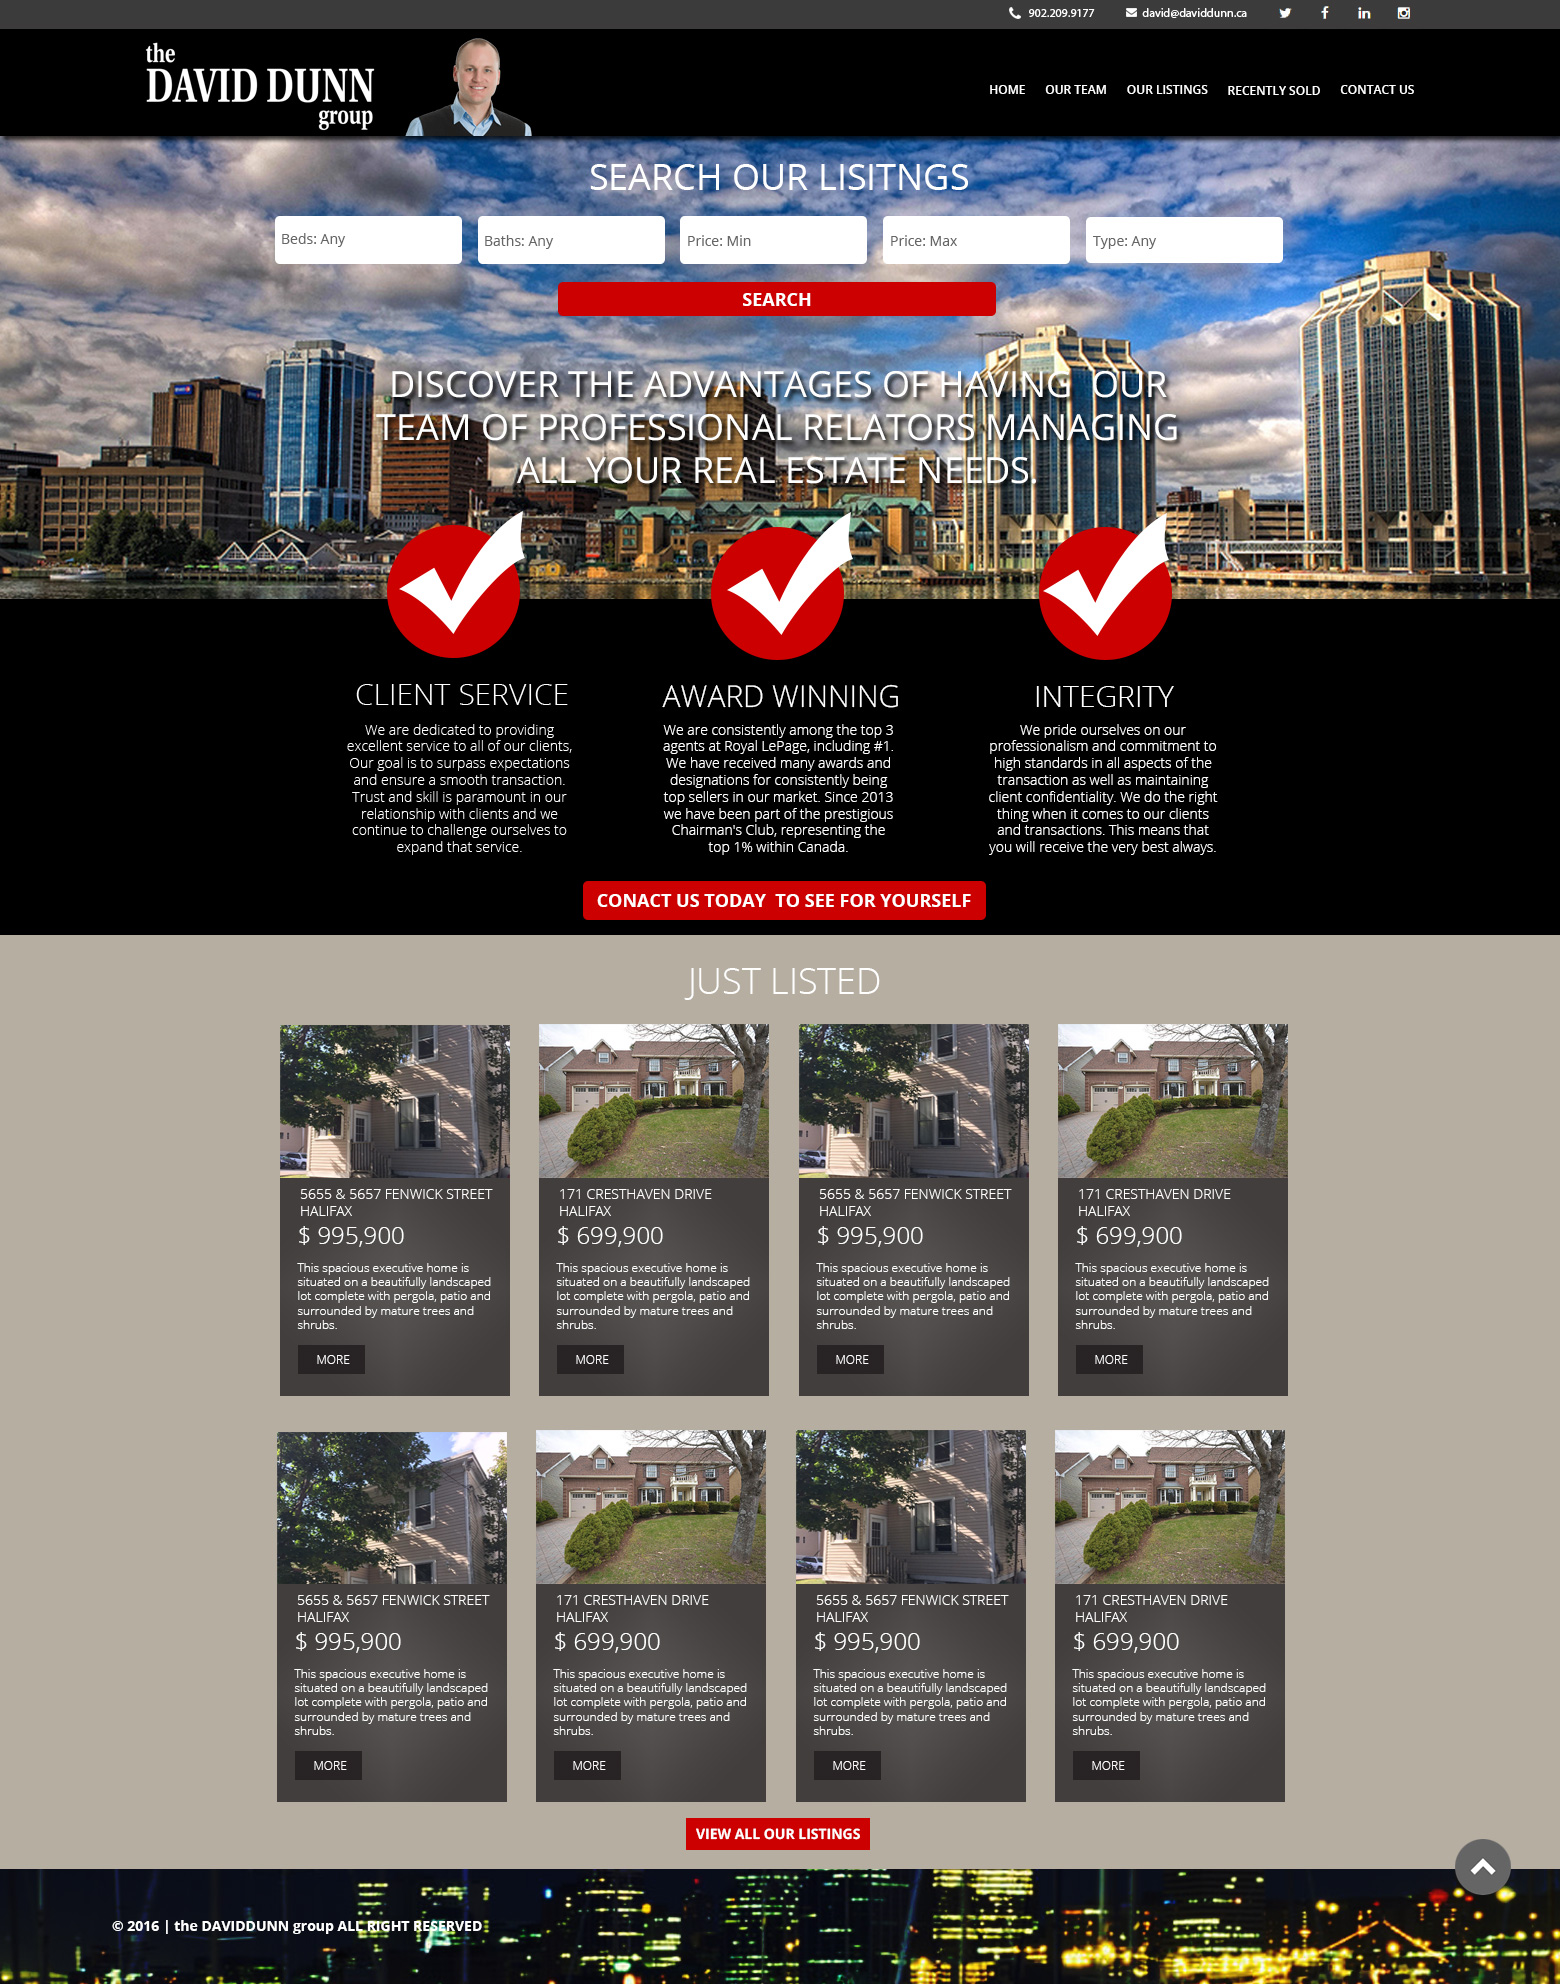 902.209.9177
david@daviddunn.ca
the
DAVID DUNN
group
HOME
OUR TEAM
OUR LISTINGS
RECENTLY SOLD
CONTACT US
SEARCH OUR LISITNGS
Beds: Any
Baths: Any
Price: Min
Price: Max
Type: Any
SEARCH
DISCOVER THE ADVANTAGES OF HAVING OUR
TEAM OF PROFESSIONAL RELATORS MANAGING
ALL YOUR REAL ESTATE NEEDS.
CLIENT SERVICE
We are dedicated to providing
excellent service to all of our clients,
Our goal is to surpass expectations
and ensure a smooth transaction.
Trust and skill is paramount in our
relationship with clients and we
continue to challenge ourselves to
expand that service.
AWARD WINNING
We are consistently among the top 3
agents at Royal LePage, including #1.
We have received many awards and
designations for consistently being
top sellers in our market. Since 2013
we have been part of the prestigious
Chairman's Club, representing the
top 1% within Canada.
INTEGRITY
We pride ourselves on our
professionalism and commitment to
high standards in all aspects of the
transaction as well as maintaining
client confidentiality. We do the right
thing when it comes to our clients
and transactions. This means that
you will receive the very best always.
CONACT US TODAY TO SEE FOR YOURSELF
JUST LISTED
5655 & 5657 FENWICK STREET
HALIFAX
$ 995,900
This spacious executive home is
situated on a beautifully landscaped
lot complete with pergola, patio and
surrounded by mature trees and
shrubs.
MORE
171 CRESTHAVEN DRIVE
HALIFAX
$ 699,900
This spacious executive home is
situated on a beautifully landscaped
lot complete with pergola, patio and
surrounded by mature trees and
shrubs.
MORE
5655 & 5657 FENWICK STREET
HALIFAX
$ 995,900
This spacious executive home is
situated on a beautifully landscaped
lot complete with pergola, patio and
surrounded by mature trees and
shrubs.
MORE
171 CRESTHAVEN DRIVE
HALIFAX
$ 699,900
This spacious executive home is
situated on a beautifully landscaped
lot complete with pergola, patio and
surrounded by mature trees and
shrubs.
MORE
5655 & 5657 FENWICK STREET
HALIFAX
$ 995,900
This spacious executive home is
situated on a beautifully landscaped
lot complete with pergola, patio and
surrounded by mature trees and
shrubs.
MORE
171 CRESTHAVEN DRIVE
HALIFAX
$ 699,900
This spacious executive home is
situated on a beautifully landscaped
lot complete with pergola, patio and
surrounded by mature trees and
shrubs.
MORE
5655 & 5657 FENWICK STREET
HALIFAX
$ 995,900
This spacious executive home is
situated on a beautifully landscaped
lot complete with pergola, patio and
surrounded by mature trees and
shrubs.
MORE
171 CRESTHAVEN DRIVE
HALIFAX
$ 699,900
This spacious executive home is
situated on a beautifully landscaped
lot complete with pergola, patio and
surrounded by mature trees and
shrubs.
MORE
VIEW ALL OUR LISTINGS
© 2016 | the DAVIDDUNN group ALL RIGHT RESERVED